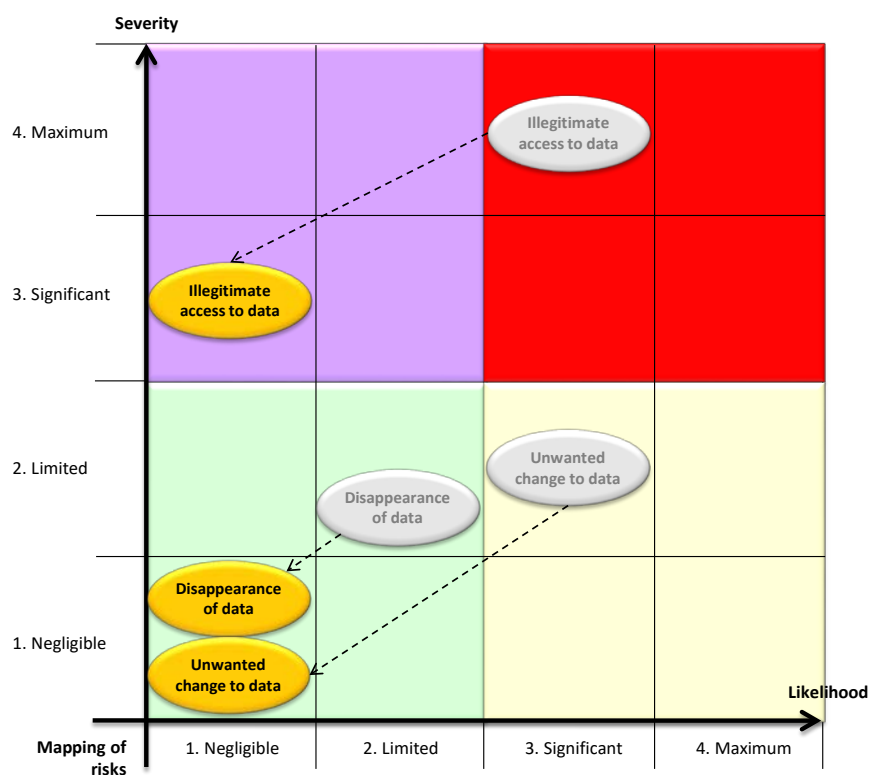 Severity
4. Maximum
Illegitimate
access to data
3. Significant
Illegitimate
access to data
2. Limited
Unwanted
change to data
Disappearance
of data
Disappearance
of data
1. Negligible
Unwanted
change to data
Likelihood
Mapping of
risks
1. Negligible
2. Limited
3. Significant
4. Maximum